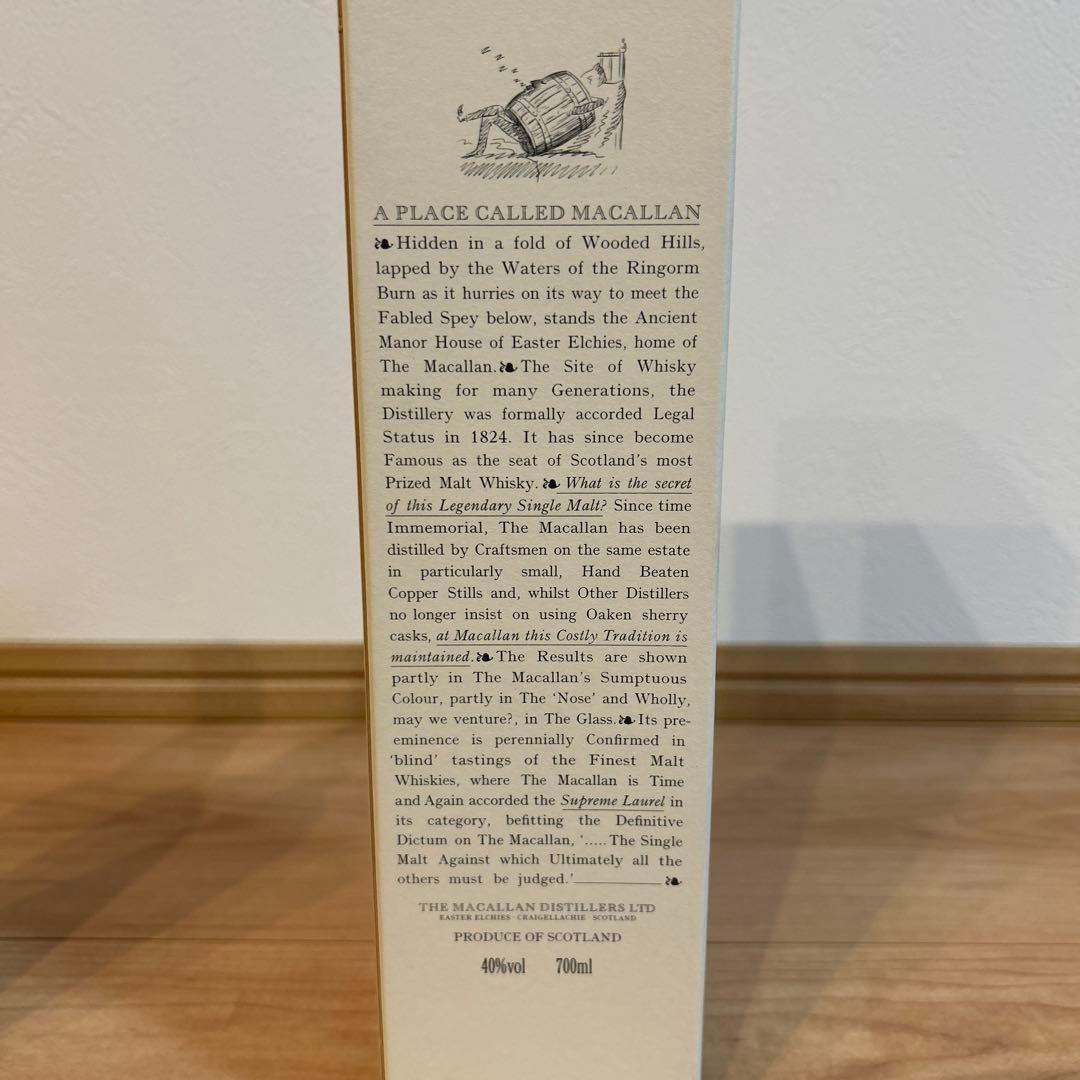 z z z z z z
A PLACE CALLED MACALLAN
❧Hidden in a fold of Wooded Hills,
lapped by the Waters of the Ringorm
Burn as it hurries on its way to meet the
Fabled Spey below, stands the Ancient
Manor House of Easter Elchies, home of
The Macallan.❧The Site of Whisky
making for many Generations, the
Distillery was formally accorded Legal
Status in 1824. It has since become
Famous as the seat of Scotland's most
Prized Malt Whisky.❧ What is the secret
of this Legendary Single Malt? Since time
Immemorial, The Macallan has been
distilled by Craftsmen on the same estate
in particularly small, Hand Beaten
Copper Stills and, whilst Other Distillers
no longer insist on using Oaken sherry
casks, at Macallan this Costly Tradition is
maintained.❧The Results are shown
partly in The Macallan's Sumptuous
Colour, partly in The ‘Nose’ and Wholly,
may we venture?, in The Glass.❧Its pre-
eminence is perennially Confirmed in
‘blind’ tastings of the Finest Malt
Whiskies, where The Macallan is Time
and Again accorded the Supreme Laurel in
its category, befitting the Definitive
Dictum on The Macallan, ‘.....The Single
Malt Against which Ultimately all the
others must be judged.’❧
THE MACALLAN DISTILLERS LTD
EASTER ELCHIES · CRAIGELLACHIE · SCOTLAND
PRODUCE OF SCOTLAND
40%vol 700ml